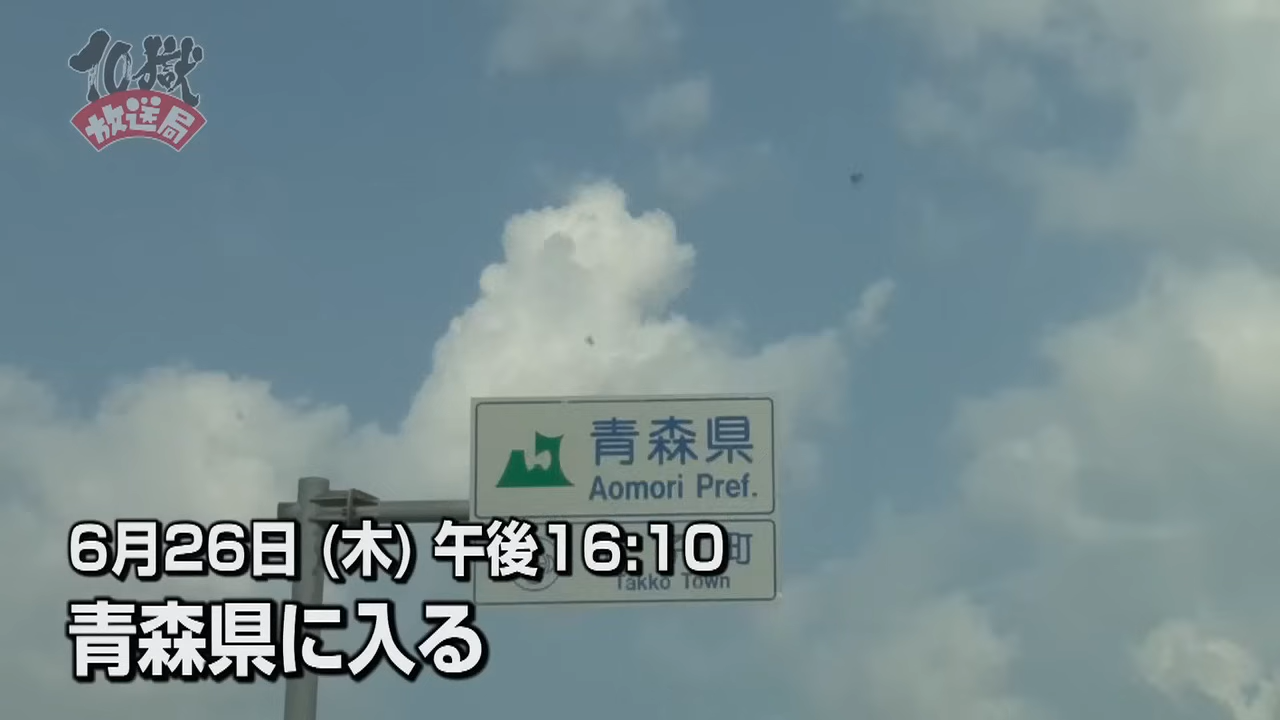 10獄
放送局
青森県
Aomori Pref.
町
Takko Town
6月26日 (木) 午後16:10
青森県に入る